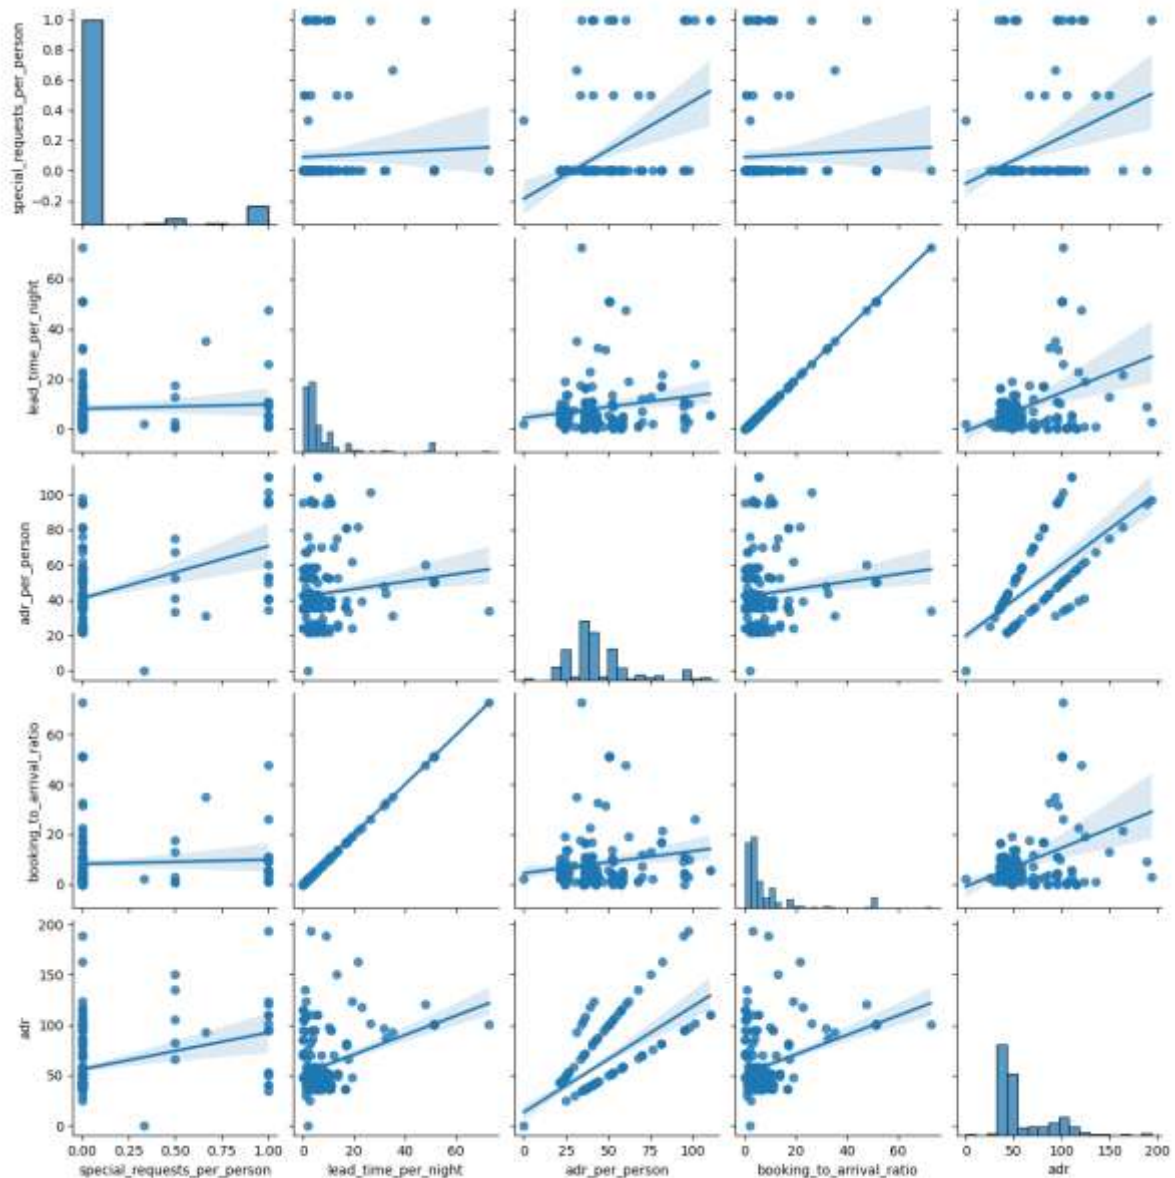 special_requests_per_person
1.0
0.8
0.6
0.4
0.2
0.0
−0.2
lead_time_per_night
60
40
20
0
adr_per_person
100
80
60
40
20
0
booking_to_arrival_ratio
60
40
20
0
adr
200
150
100
50
0
0.00 0.25 0.50 0.75 1.00
0 20 40 60
0 25 50 75 100
0 20 40 60
0 50 100 150 200
special_requests_per_person
lead_time_per_night
adr_per_person
booking_to_arrival_ratio
adr